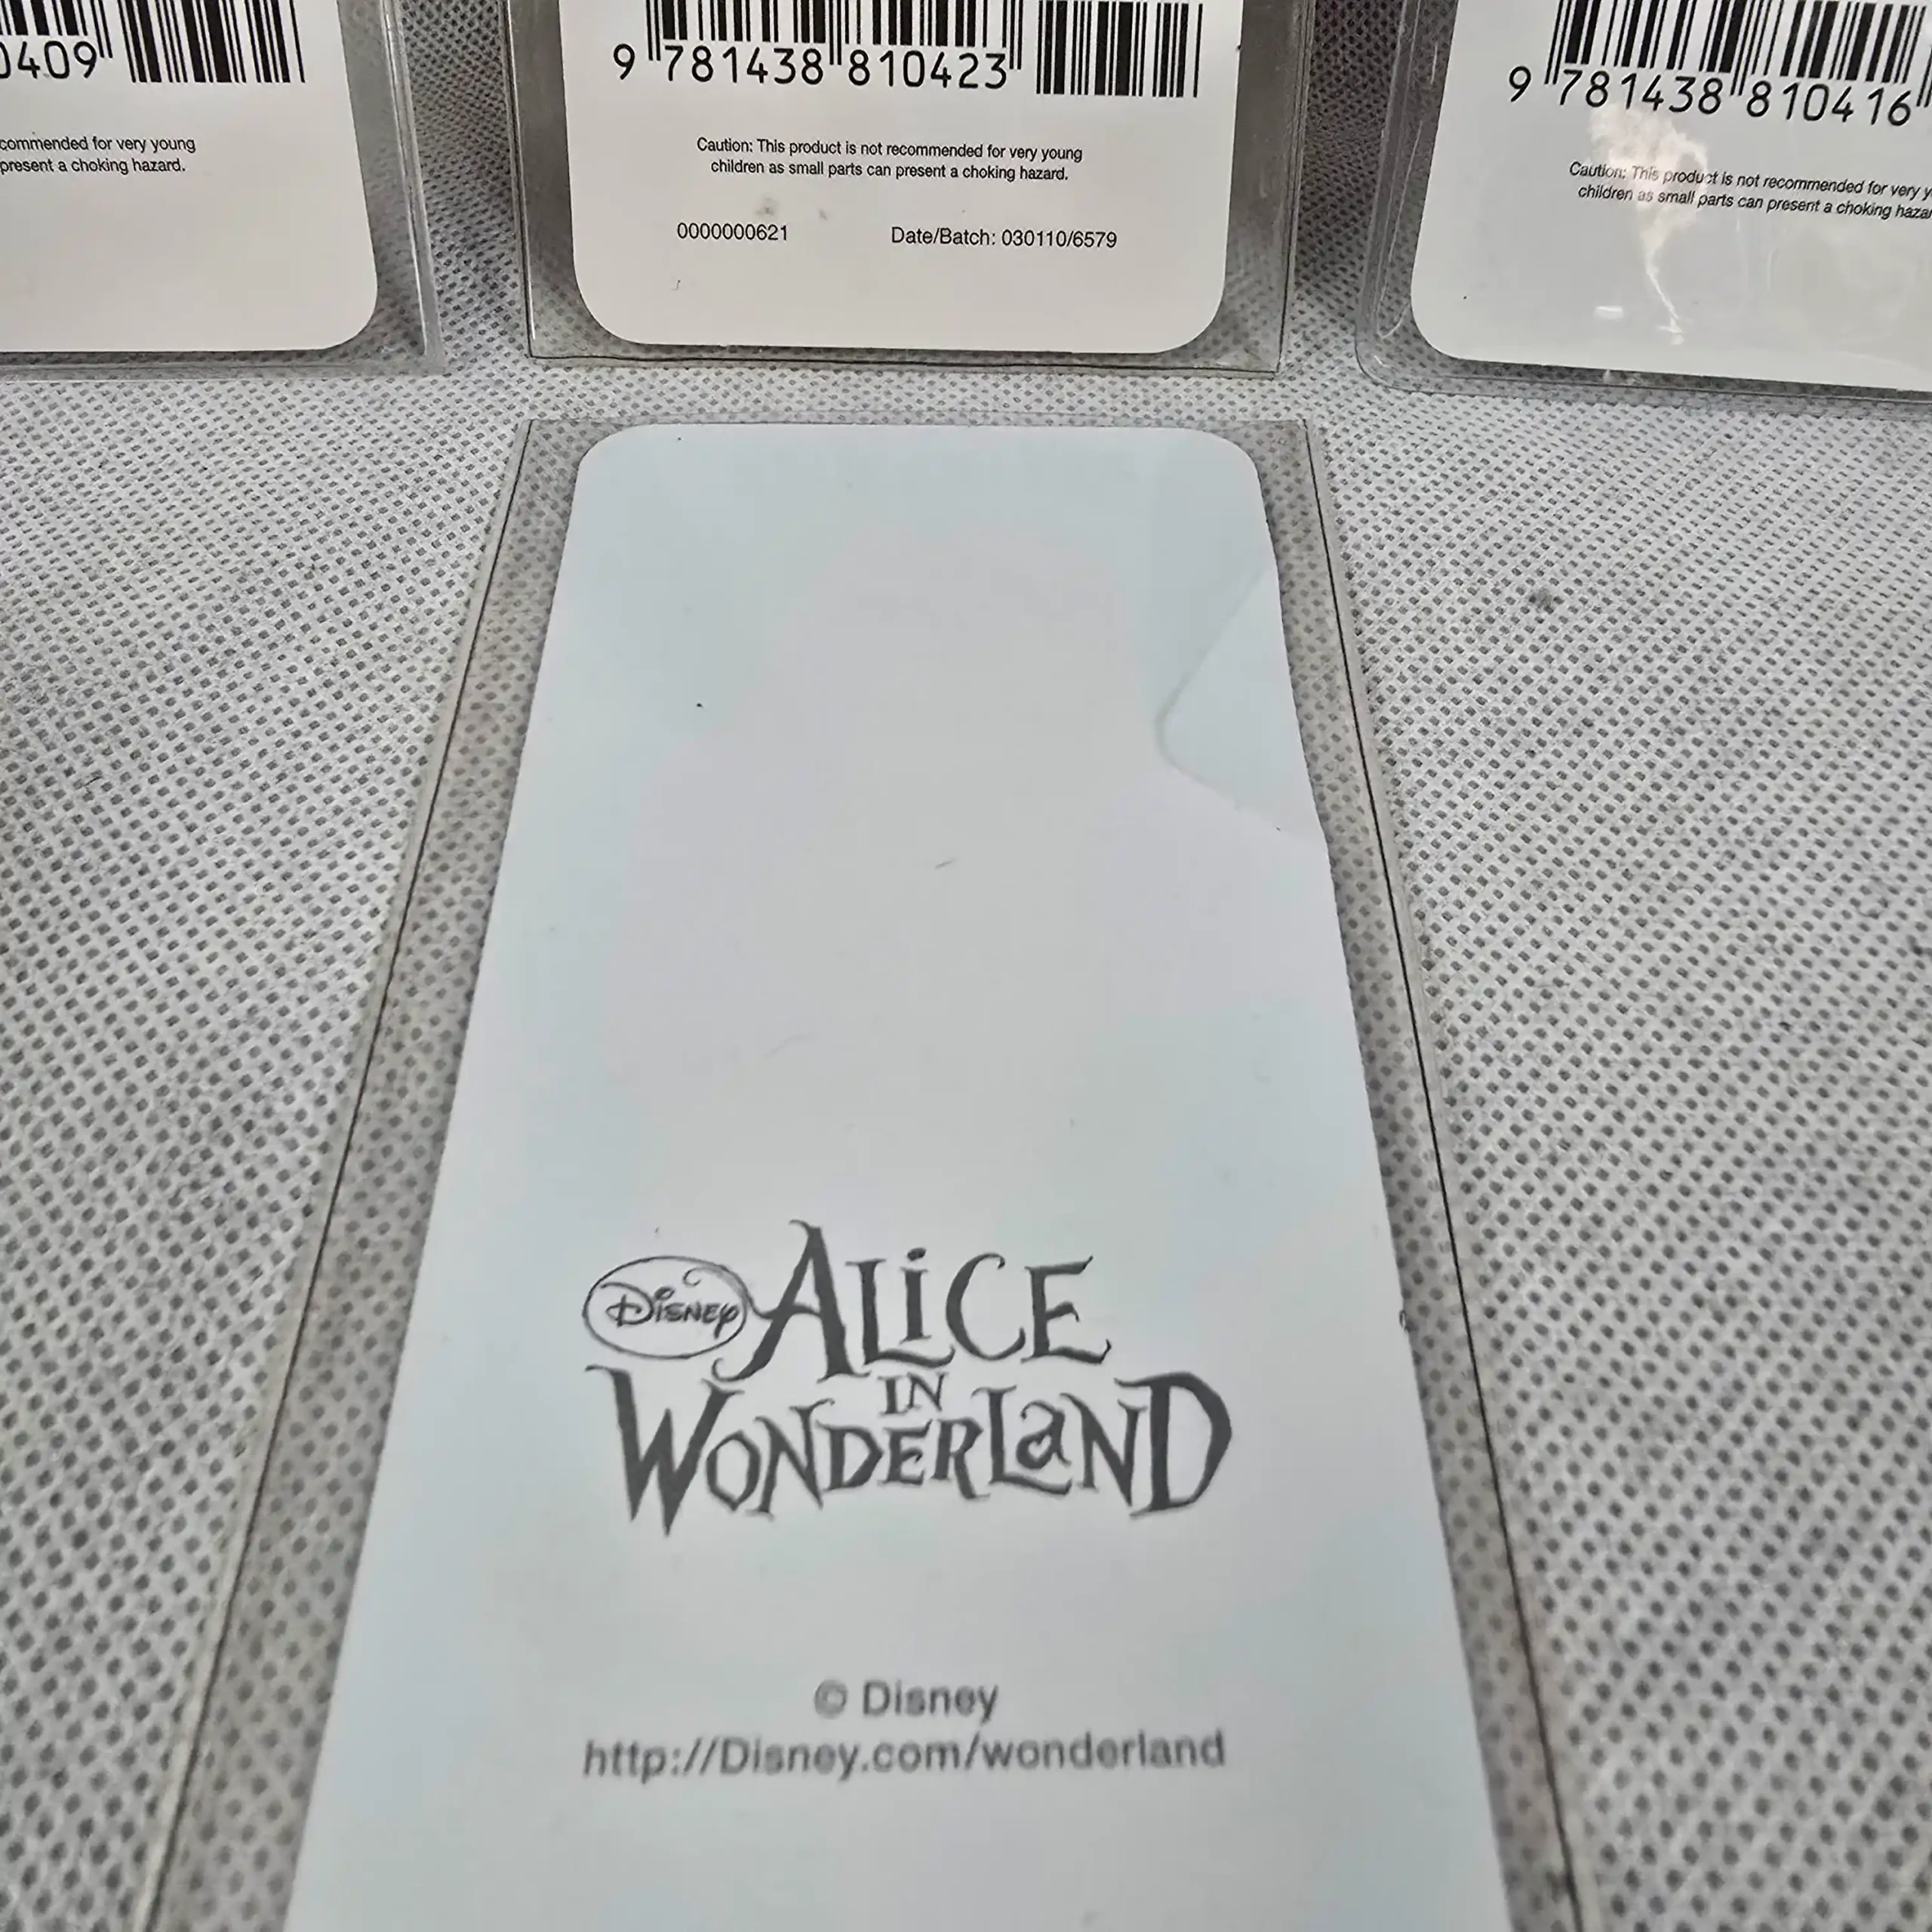 0409
commended for very young
present a choking hazard.
9 781438 810423
Caution: This product is not recommended for very young
children as small parts can present a choking hazard.
0000000621 Date/Batch: 030110/6579
9 781438 810416
Caution: This product is not recommended for very y
children as small parts can present a choking hazar
Disney ALiCE
IN
WONDERLaND
© Disney
http://Disney.com/wonderland